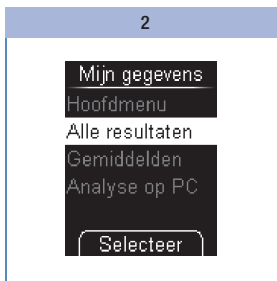 2
Mijn gegevens
Hoofdmenu
Alle resultaten
Gemiddelden
Analyse op PC
Selecteer